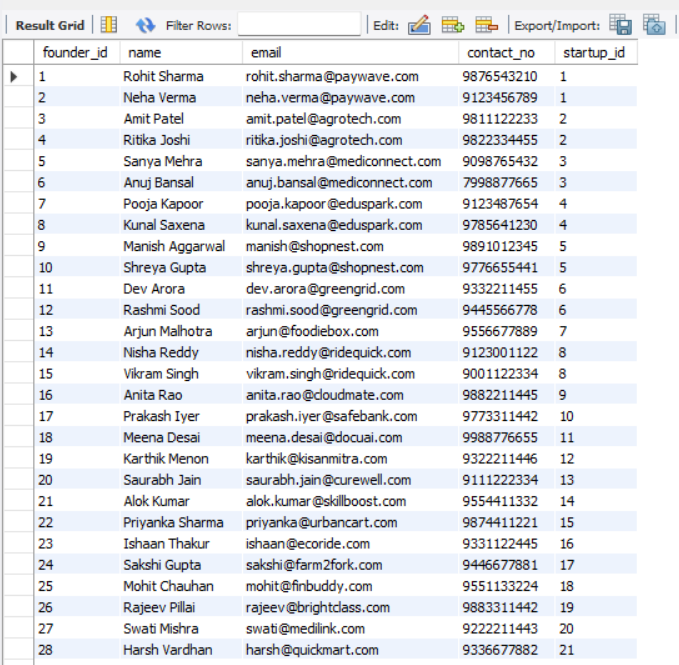 Result Grid Filter Rows: Edit: Export/Import:
founder_id name email contact_no startup_id
1 Rohit Sharma rohit.sharma@paywave.com 9876543210 1
2 Neha Verma neha.verma@paywave.com 9123456789 1
3 Amit Patel amit.patel@agrotech.com 9811122233 2
4 Ritika Joshi ritika.joshi@agrotech.com 9822334455 2
5 Sanya Mehra sanya.mehra@mediconnect.com 9098765432 3
6 Anuj Bansal anuj.bansal@mediconnect.com 7998877665 3
7 Pooja Kapoor pooja.kapoor@eduspark.com 9123487654 4
8 Kunal Saxena kunal.saxena@eduspark.com 9785641230 4
9 Manish Aggarwal manish@shopnest.com 9891012345 5
10 Shreya Gupta shreya.gupta@shopnest.com 9776655441 5
11 Dev Arora dev.arora@greengrid.com 9332211455 6
12 Rashmi Sood rashmi.sood@greengrid.com 9445566778 6
13 Arjun Malhotra arjun@foodiebox.com 9556677889 7
14 Nisha Reddy nisha.reddy@ridequick.com 9123001122 8
15 Vikram Singh vikram.singh@ridequick.com 9001122334 8
16 Anita Rao anita.rao@cloudmate.com 9882211445 9
17 Prakash Iyer prakash.iyer@safebank.com 9773311442 10
18 Meena Desai meena.desai@docuai.com 9988776655 11
19 Karthik Menon karthik@kisanmitra.com 9322211446 12
20 Saurabh Jain saurabh.jain@curewell.com 9111222334 13
21 Alok Kumar alok.kumar@skillboost.com 9554411332 14
22 Priyanka Sharma priyanka@urbancart.com 9874411221 15
23 Ishaan Thakur ishaan@ecoride.com 9331122445 16
24 Sakshi Gupta sakshi@farm2fork.com 9446677881 17
25 Mohit Chauhan mohit@finbuddy.com 9551133224 18
26 Rajeev Pillai rajeev@brightclass.com 9883311442 19
27 Swati Mishra swati@medilink.com 9222211443 20
28 Harsh Vardhan harsh@quickmart.com 9336677882 21